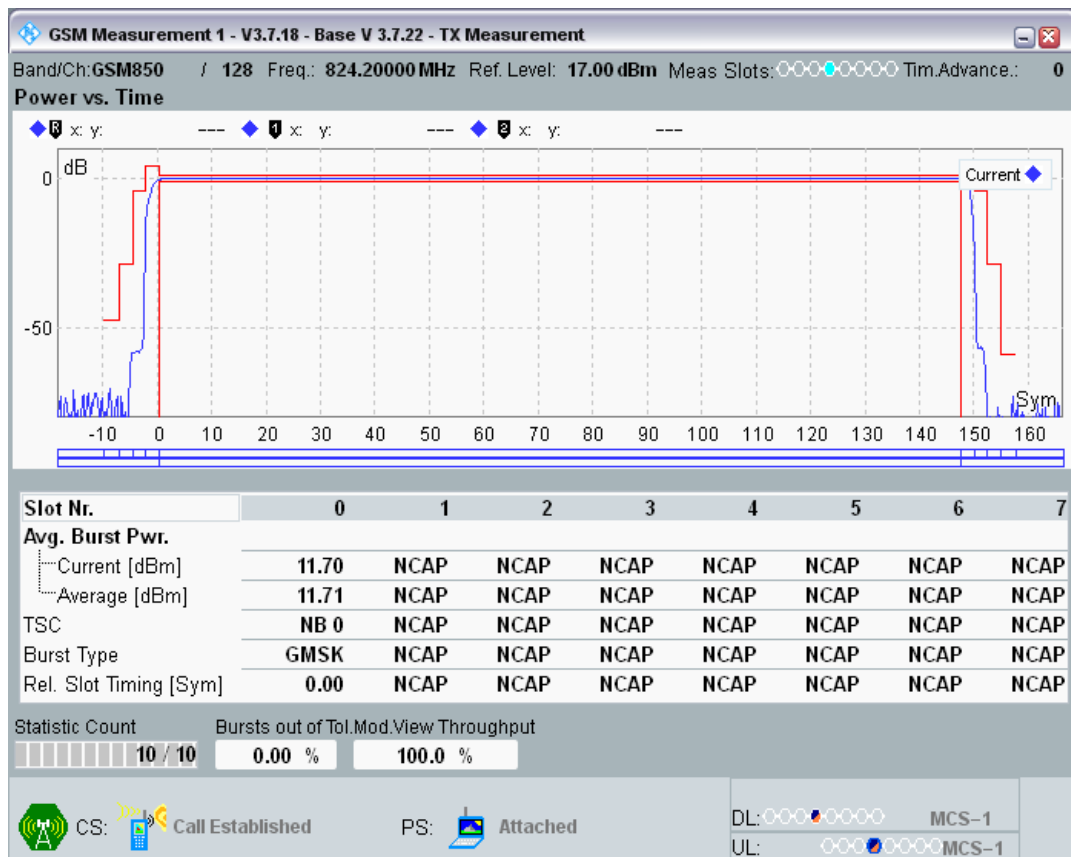 GSM Measurement 1 - V3.7.18 - Base V 3.7.22 - TX Measurement
Band/Ch:GSM850 / 128 Freq.: 824.20000 MHz Ref. Level: 17.00 dBm Meas Slots: Tim.Advance.: 0
Power vs. Time
R x: y: --- 1 x: y: --- 2 x: y: ---
dB
Current
0
-50
Sym
-10 0 10 20 30 40 50 60 70 80 90 100 110 120 130 140 150 160
Slot Nr. 0 1 2 3 4 5 6 7
Avg. Burst Pwr.
Current [dBm] 11.70 NCAP NCAP NCAP NCAP NCAP NCAP NCAP
Average [dBm] 11.71 NCAP NCAP NCAP NCAP NCAP NCAP NCAP
TSC NB 0 NCAP NCAP NCAP NCAP NCAP NCAP NCAP
Burst Type GMSK NCAP NCAP NCAP NCAP NCAP NCAP NCAP
Rel. Slot Timing [Sym] 0.00 NCAP NCAP NCAP NCAP NCAP NCAP NCAP
Statistic Count Bursts out of Tol.Mod.View Throughput
10 / 10 0.00 % 100.0 %
CS: Call Established PS: Attached
DL: MCS-1
UL: MCS-1